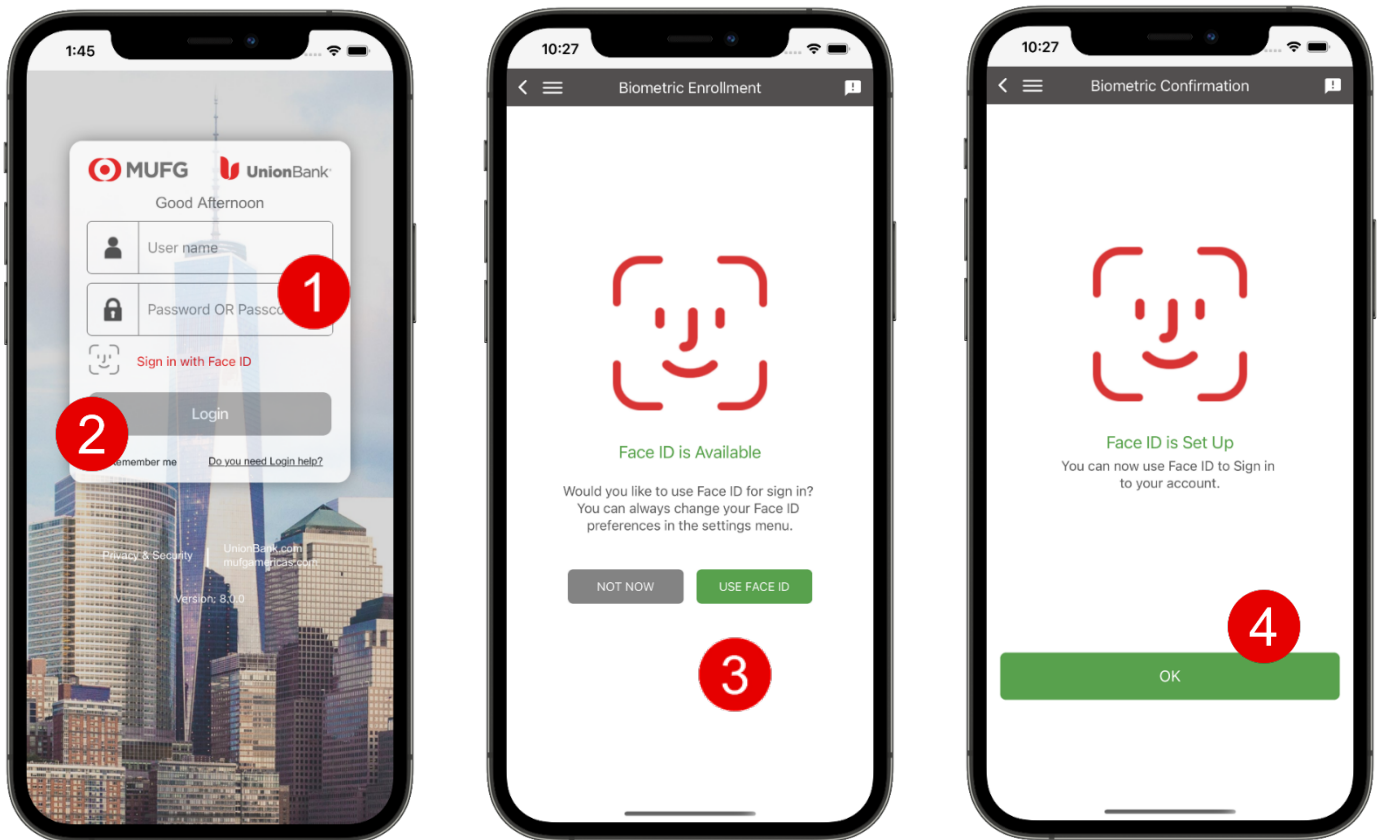 1:45
MUFG UnionBank
Good Afternoon
User name
1
Password OR Passco
Sign in with Face ID
Login
2
Remember me Do you need Login help?
Privacy & Security
UnionBank.com
mufgamericas.com
Version: 8.0.0
10:27
Biometric Enrollment
Face ID is Available
Would you like to use Face ID for sign in?
You can always change your Face ID
preferences in the settings menu.
NOT NOW USE FACE ID
3
10:27
Biometric Confirmation
Face ID is Set Up
You can now use Face ID to Sign in
to your account.
4
OK